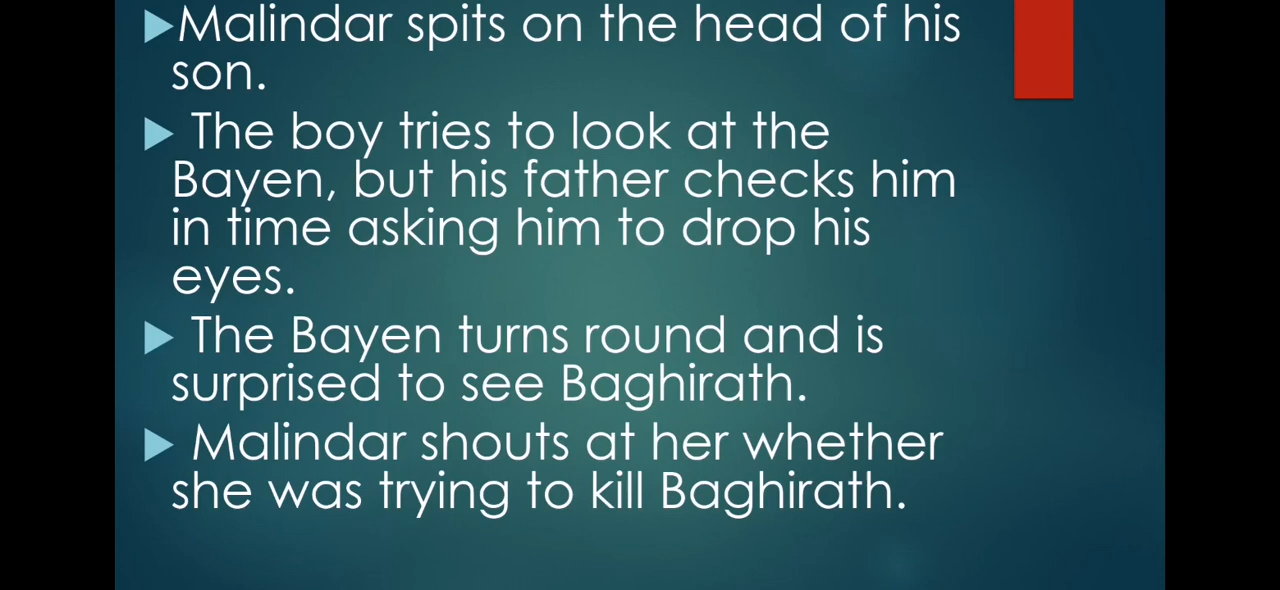 ▶Malindar spits on the head of his
son.
▶ The boy tries to look at the
Bayen, but his father checks him
in time asking him to drop his
eyes.
▶ The Bayen turns round and is
surprised to see Baghirath.
▶ Malindar shouts at her whether
she was trying to kill Baghirath.